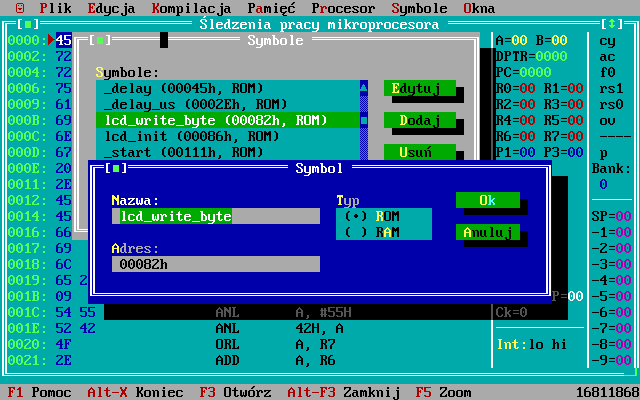 Plik Edycja Kompilacja Pamięć Procesor Symbole Okna
Śledzenia pracy mikroprocesora
0000: 45 Symbole A=00 B=00 cy
0002: 72 DPTR=0000 ac
0004: 72 Symbole: PC=0000 f0
0006: 75 _delay (00045h, ROM) Edytuj R0=00 R1=00 rs1
0009: 61 _delay_us (0002Eh, ROM) R2=00 R3=00 rs0
000B: 69 lcd_write_byte (00082h, ROM) Dodaj R4=00 R5=00 ov
000C: 6E lcd_init (00086h, ROM) R6=00 R7=00 ----
000D: 67 _start (00111h, ROM) Usuń P1=00 P3=00 p
000E: 20 Symbol Bank:
0011: 2E 0
0012: 45 Nazwa: Typ Ok
0014: 45 lcd_write_byte (•) ROM SP=00
0016: 66 ( ) RAM Anuluj -1=00
0017: 69 Adres: -2=00
0018: 6C 00082h -3=00
0019: 65 2 -4=00
001B: 09 P=00 -5=00
001C: 54 55 ANL A, #55H Ck=0 -6=00
001E: 52 42 ANL 42H, A -7=00
0020: 4F ORL A, R7 Int:lo hi -8=00
0021: 2E ADD A, R6 -9=00
F1 Pomoc Alt-X Koniec F3 Otwórz Alt-F3 Zamknij F5 Zoom 16811868